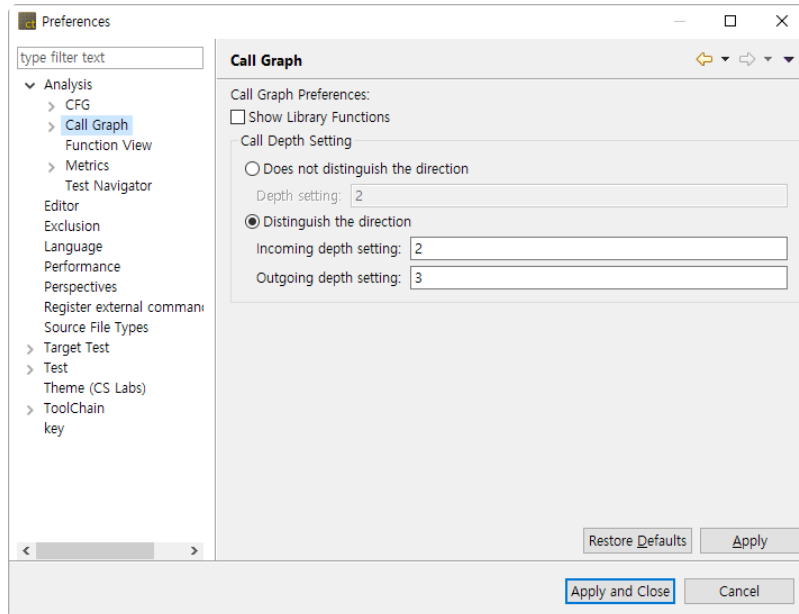 ct Preferences
type filter text
Analysis
CFG
Call Graph
Function View
Metrics
Test Navigator
Editor
Exclusion
Language
Performance
Perspectives
Register external comman
Source File Types
Target Test
Test
Theme (CS Labs)
ToolChain
key
Call Graph
Call Graph Preferences:
Show Library Functions
Call Depth Setting
Does not distinguish the direction
Depth setting: 2
Distinguish the direction
Incoming depth setting: 2
Outgoing depth setting: 3
Restore Defaults Apply
Apply and Close Cancel